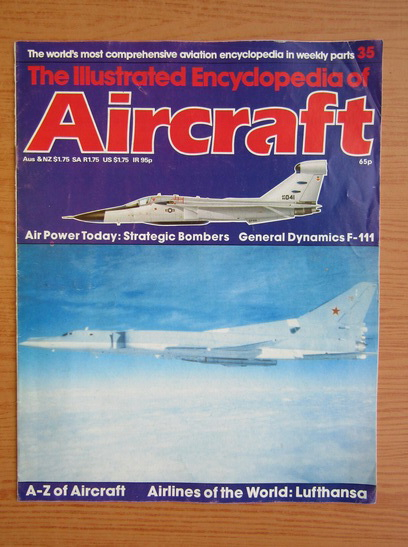 The world's most comprehensive aviation encyclopedia in weekly parts 35
The Illustrated Encyclopedia of
Aircraft
Aus & NZ $1.75 SA R1.75 US $1.75 IR 95p
65p
Air Power Today: Strategic Bombers General Dynamics F-111
A-Z of Aircraft Airlines of the World: Lufthansa